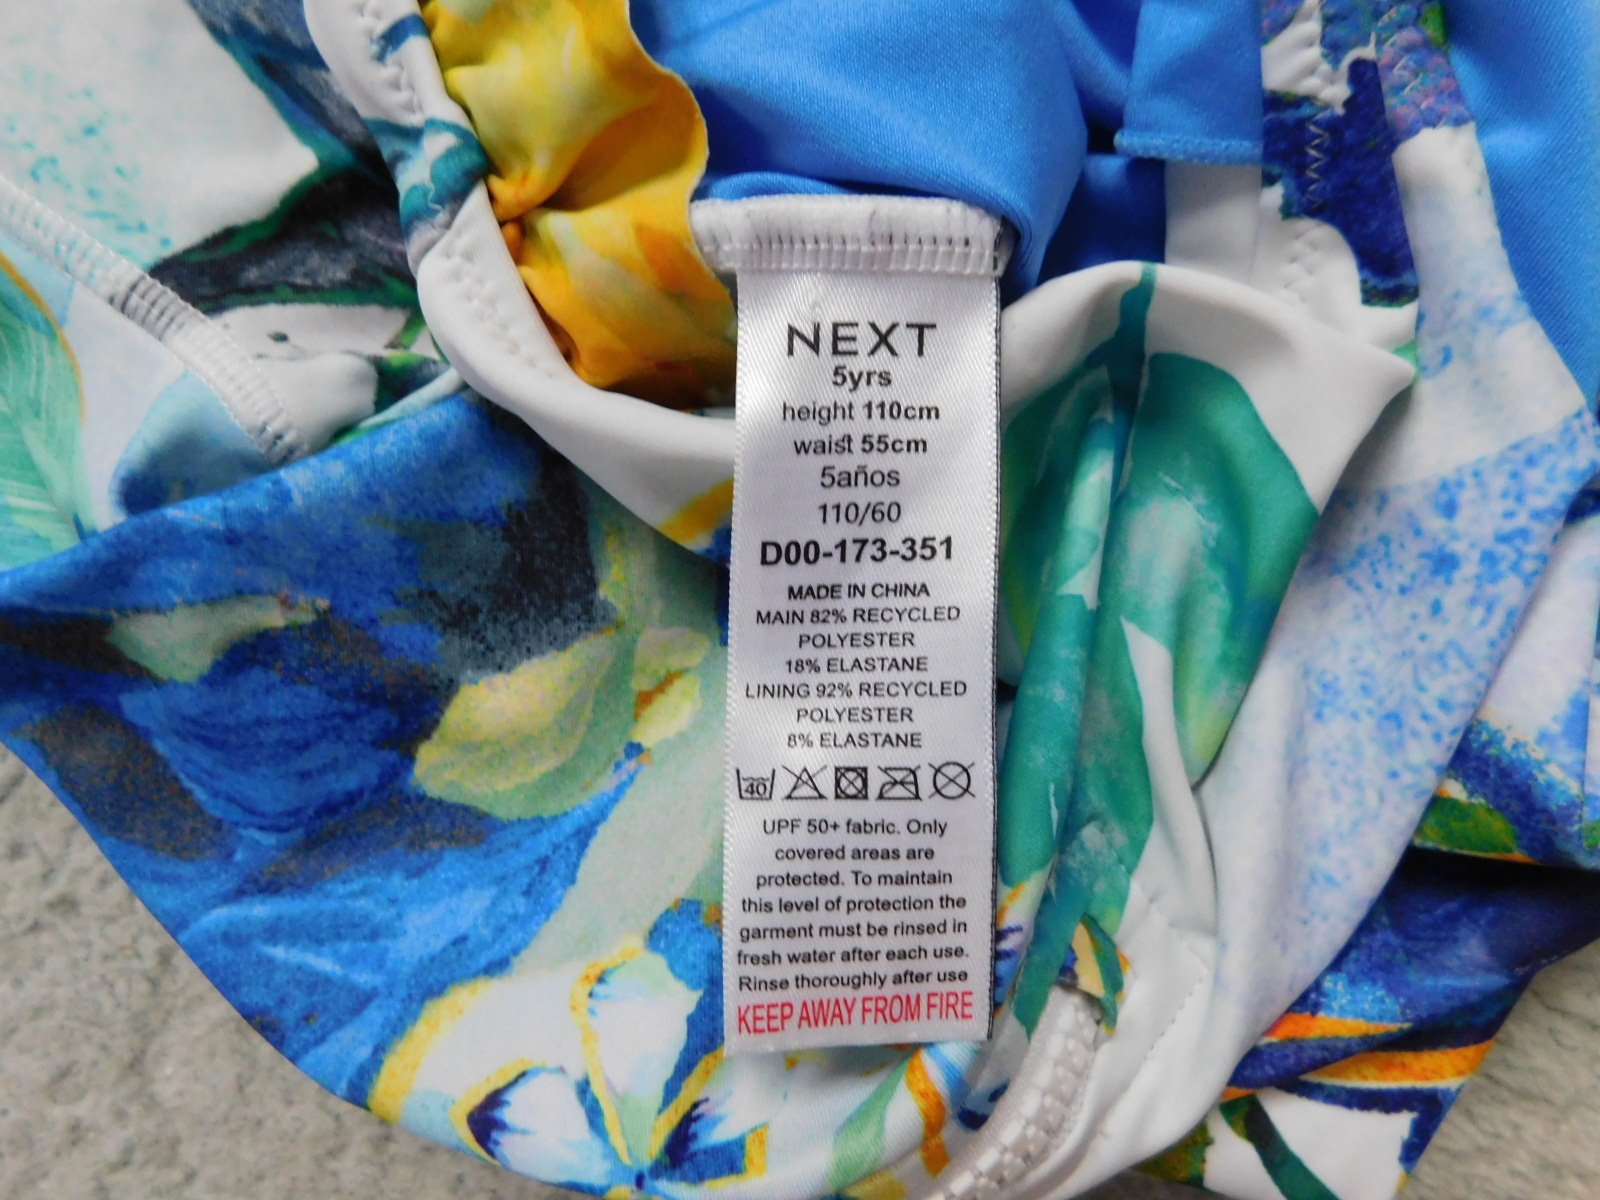 NEXT
5yrs
height 110cm
waist 55cm
5años
110/60
D00-173-351
MADE IN CHINA
MAIN 82% RECYCLED
POLYESTER
18% ELASTANE
LINING 92% RECYCLED
POLYESTER
8% ELASTANE
40
UPF 50+ fabric. Only
covered areas are
protected. To maintain
this level of protection the
garment must be rinsed in
fresh water after each use.
Rinse thoroughly after use
KEEP AWAY FROM FIRE